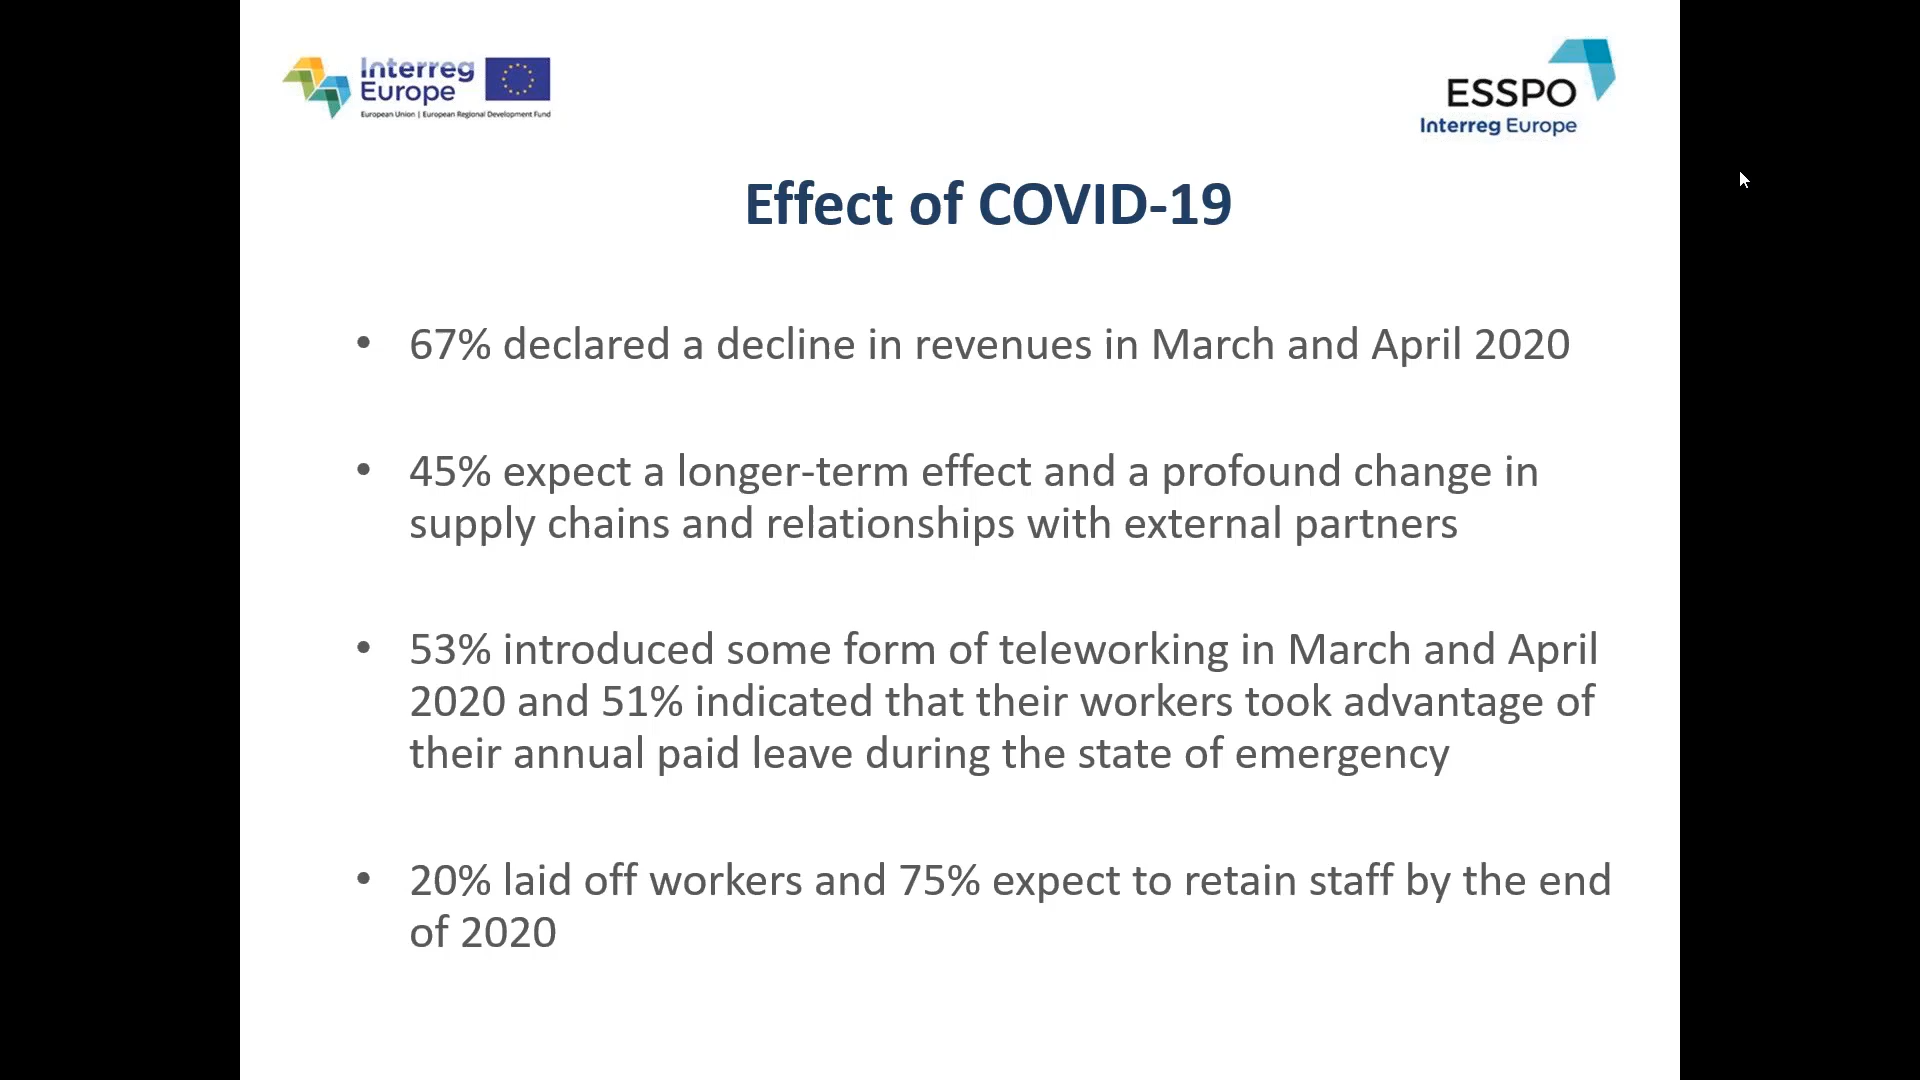 Interreg
Europe
European Union | European Regional Development Fund
ESSPO
Interreg Europe
Effect of COVID-19
• 67% declared a decline in revenues in March and April 2020
• 45% expect a longer-term effect and a profound change in
supply chains and relationships with external partners
• 53% introduced some form of teleworking in March and April
2020 and 51% indicated that their workers took advantage of
their annual paid leave during the state of emergency
• 20% laid off workers and 75% expect to retain staff by the end
of 2020